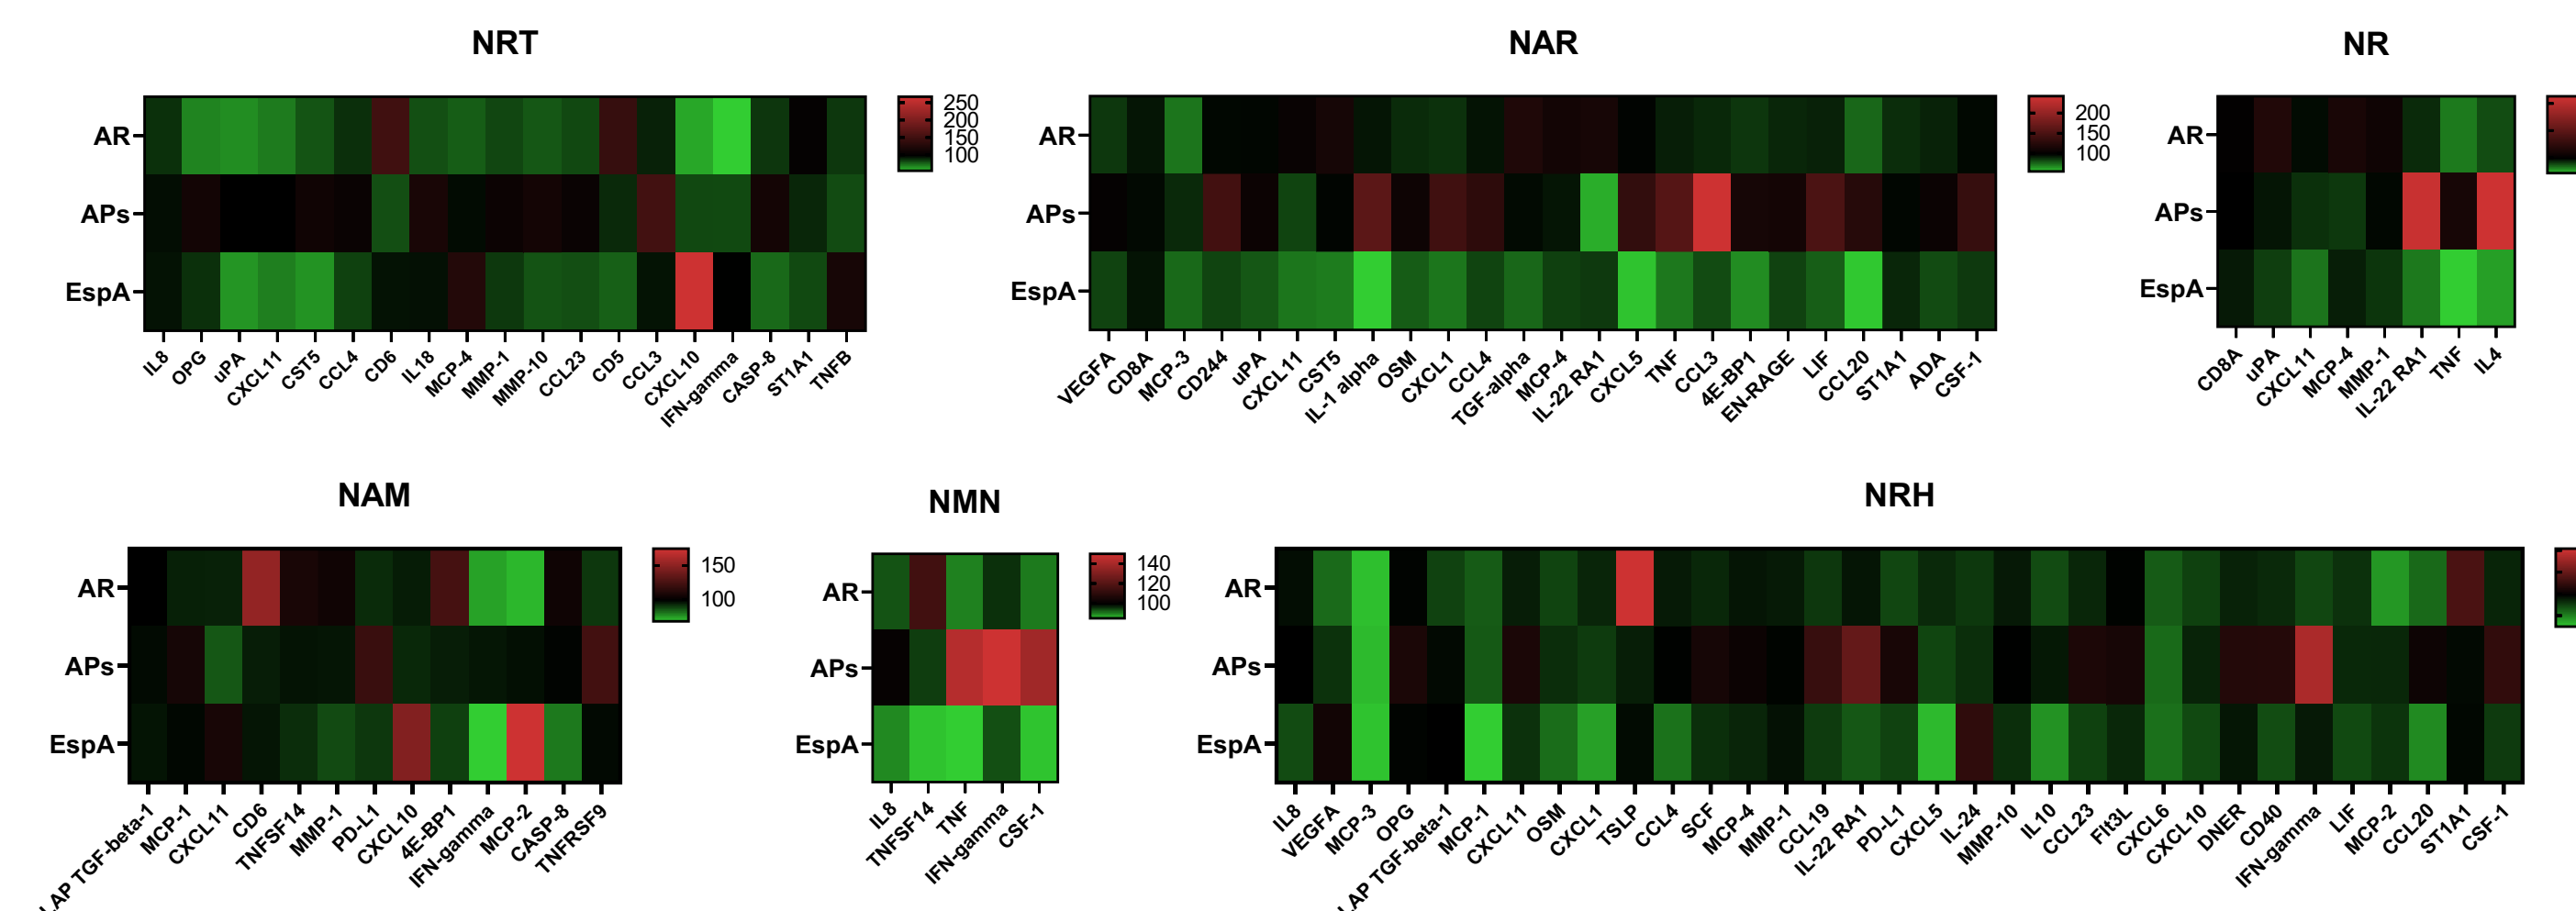 NRT
NAR
NR
AR
APs
EspA
250
200
150
100
IL8 OPG uPA CXCL11 CST5 CCL4 CD6 IL18 MCP-4 MMP-1 MMP-10 CCL23 CD5 CCL3 CXCL10 IFN-gamma CASP-8 ST1A1 TNFB
AR
APs
EspA
200
150
100
VEGFA CD8A MCP-3 CD244 uPA CXCL11 CST5 IL-1 alpha OSM CXCL1 CCL4 TGF-alpha MCP-4 IL-22 RA1 CXCL5 TNF CCL3 4E-BP1 EN-RAGE LIF CCL20 ST1A1 ADA CSF-1
AR
APs
EspA
CD8A uPA CXCL11 MCP-4 MMP-1 IL-22 RA1 TNF IL4
NAM
NMN
NRH
AR
APs
EspA
150
100
LAP TGF-beta-1 MCP-1 CXCL11 CD6 TNFSF14 MMP-1 PD-L1 CXCL10 4E-BP1 IFN-gamma MCP-2 CASP-8 TNFRSF9
AR
APs
EspA
140
120
100
IL8 TNFSF14 TNF IFN-gamma CSF-1
AR
APs
EspA
IL8 VEGFA MCP-3 OPG LAP TGF-beta-1 MCP-1 CXCL11 OSM CXCL1 TSLP CCL4 SCF MCP-4 MMP-1 CCL19 IL-22 RA1 PD-L1 CXCL5 IL-24 MMP-10 IL10 CCL23 Flt3L CXCL6 CXCL10 DNER CD40 IFN-gamma LIF MCP-2 CCL20 ST1A1 CSF-1